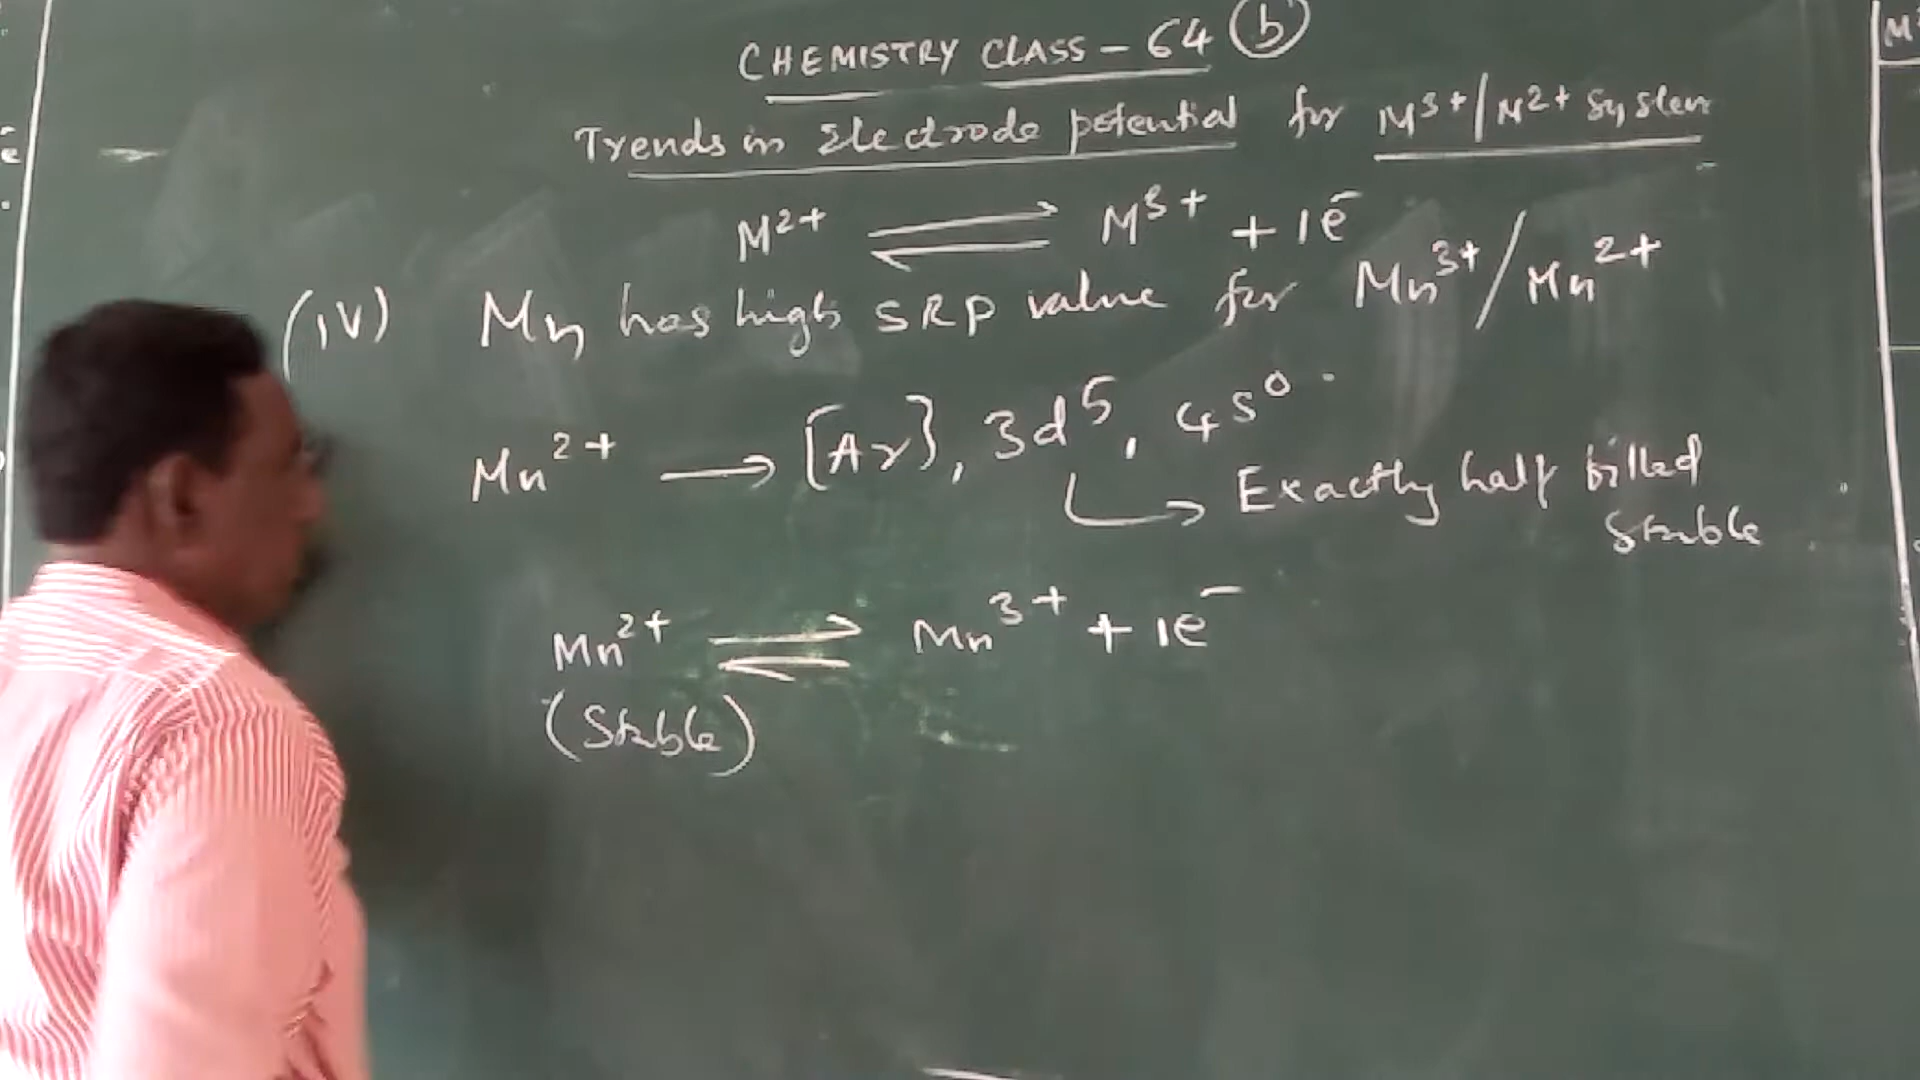 CHEMISTRY CLASS – 64 (b)
Trends in Electrode potential for M³⁺/M²⁺ System
M²⁺ ⇌ M³⁺ + 1e⁻
(iv) Mn has high SRP value for Mn³⁺/Mn²⁺
Mn²⁺ → [Ar], 3d⁵, 4s⁰.
↳ Exactly half filled
stable
Mn²⁺ ⇌ Mn³⁺ + 1e⁻
(Stable)